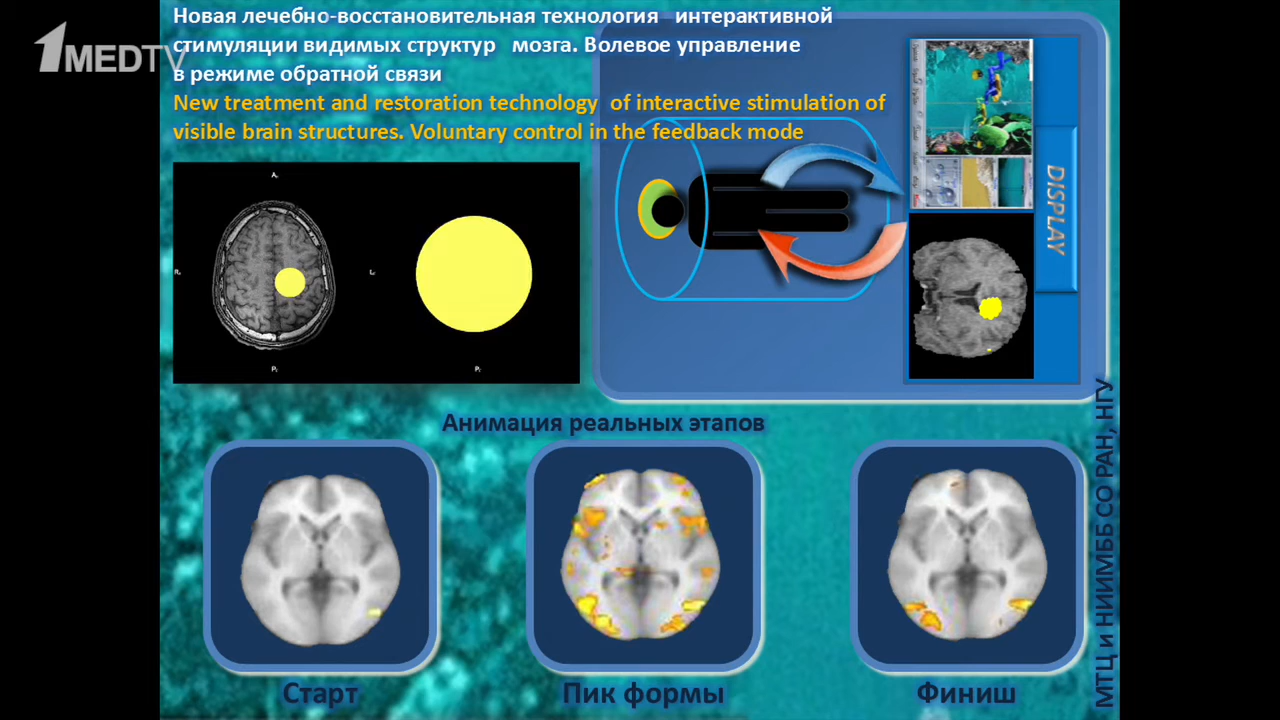 Новая лечебно-восстановительная технология интерактивной
стимуляции видимых структур мозга. Волевое управление
в режиме обратной связи
New treatment and restoration technology of interactive stimulation of
visible brain structures. Voluntary control in the feedback mode
1MEDTV
DISPLAY
Анимация реальных этапов
Старт
Пик формы
Финиш
МТЦ и НИИМББ СО РАН, НГУ